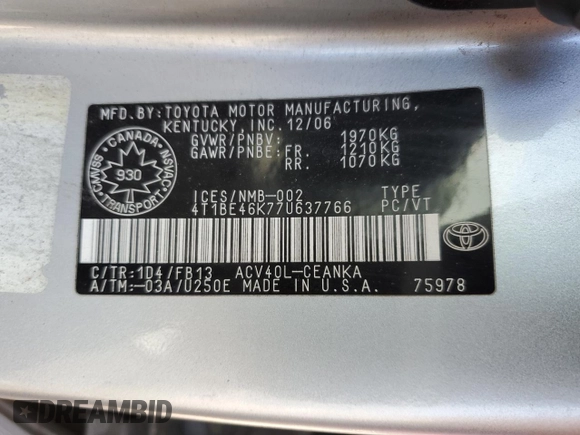 MFD.BY:TOYOTA MOTOR MANUFACTURING,
KENTUCKY,INC.12/06
GVWR/PNBV: 1970KG
GAWR/PNBE:FR. 1210KG
RR. 1070KG
CANADA
CMVSS 930 NSVAC
TRANSPORT
ICES/NMB-002 TYPE
4T1BE46K77U637766 PC/VT
C/TR:1D4/FB13 ACV40L-CEANKA
A/TM:-03A/U250E MADE IN U.S.A. 75978
DREAMBID